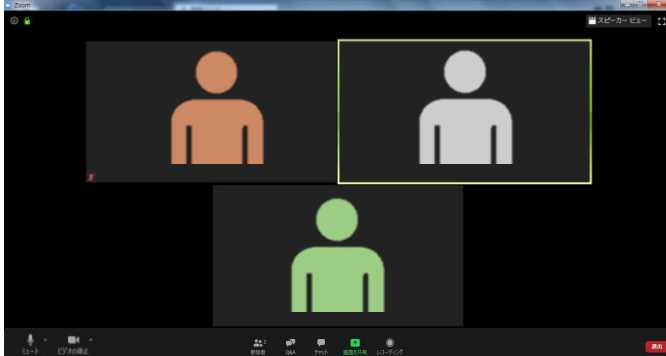 Zoom
スピーカー ビュー
ミュート
ビデオの停止
参加者
Q&A
チャット
画面を共有
レコーディング
退出